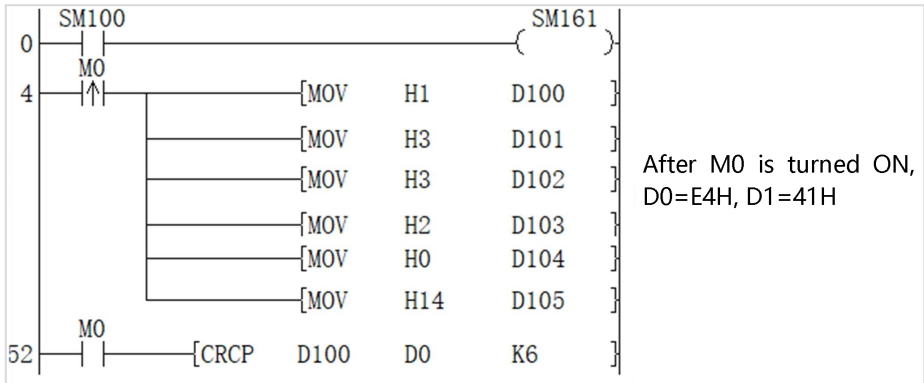 SM100 SM161
0
M0
4 MOV H1 D100
MOV H3 D101
MOV H3 D102
MOV H2 D103
MOV H0 D104
MOV H14 D105
M0
52 CRCP D100 D0 K6
After M0 is turned ON,
D0=E4H, D1=41H